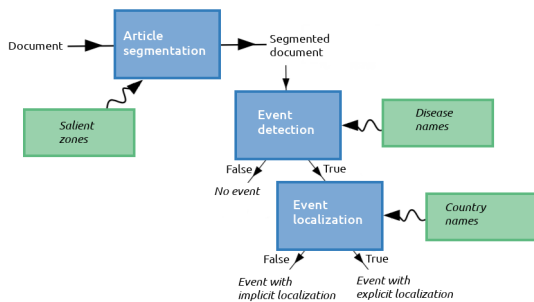 Document
Article
segmentation
Segmented
document
Salient
zones
Event
detection
Disease
names
False
True
No event
Event
localization
Country
names
False
True
Event with
implicit localization
Event with
explicit localization